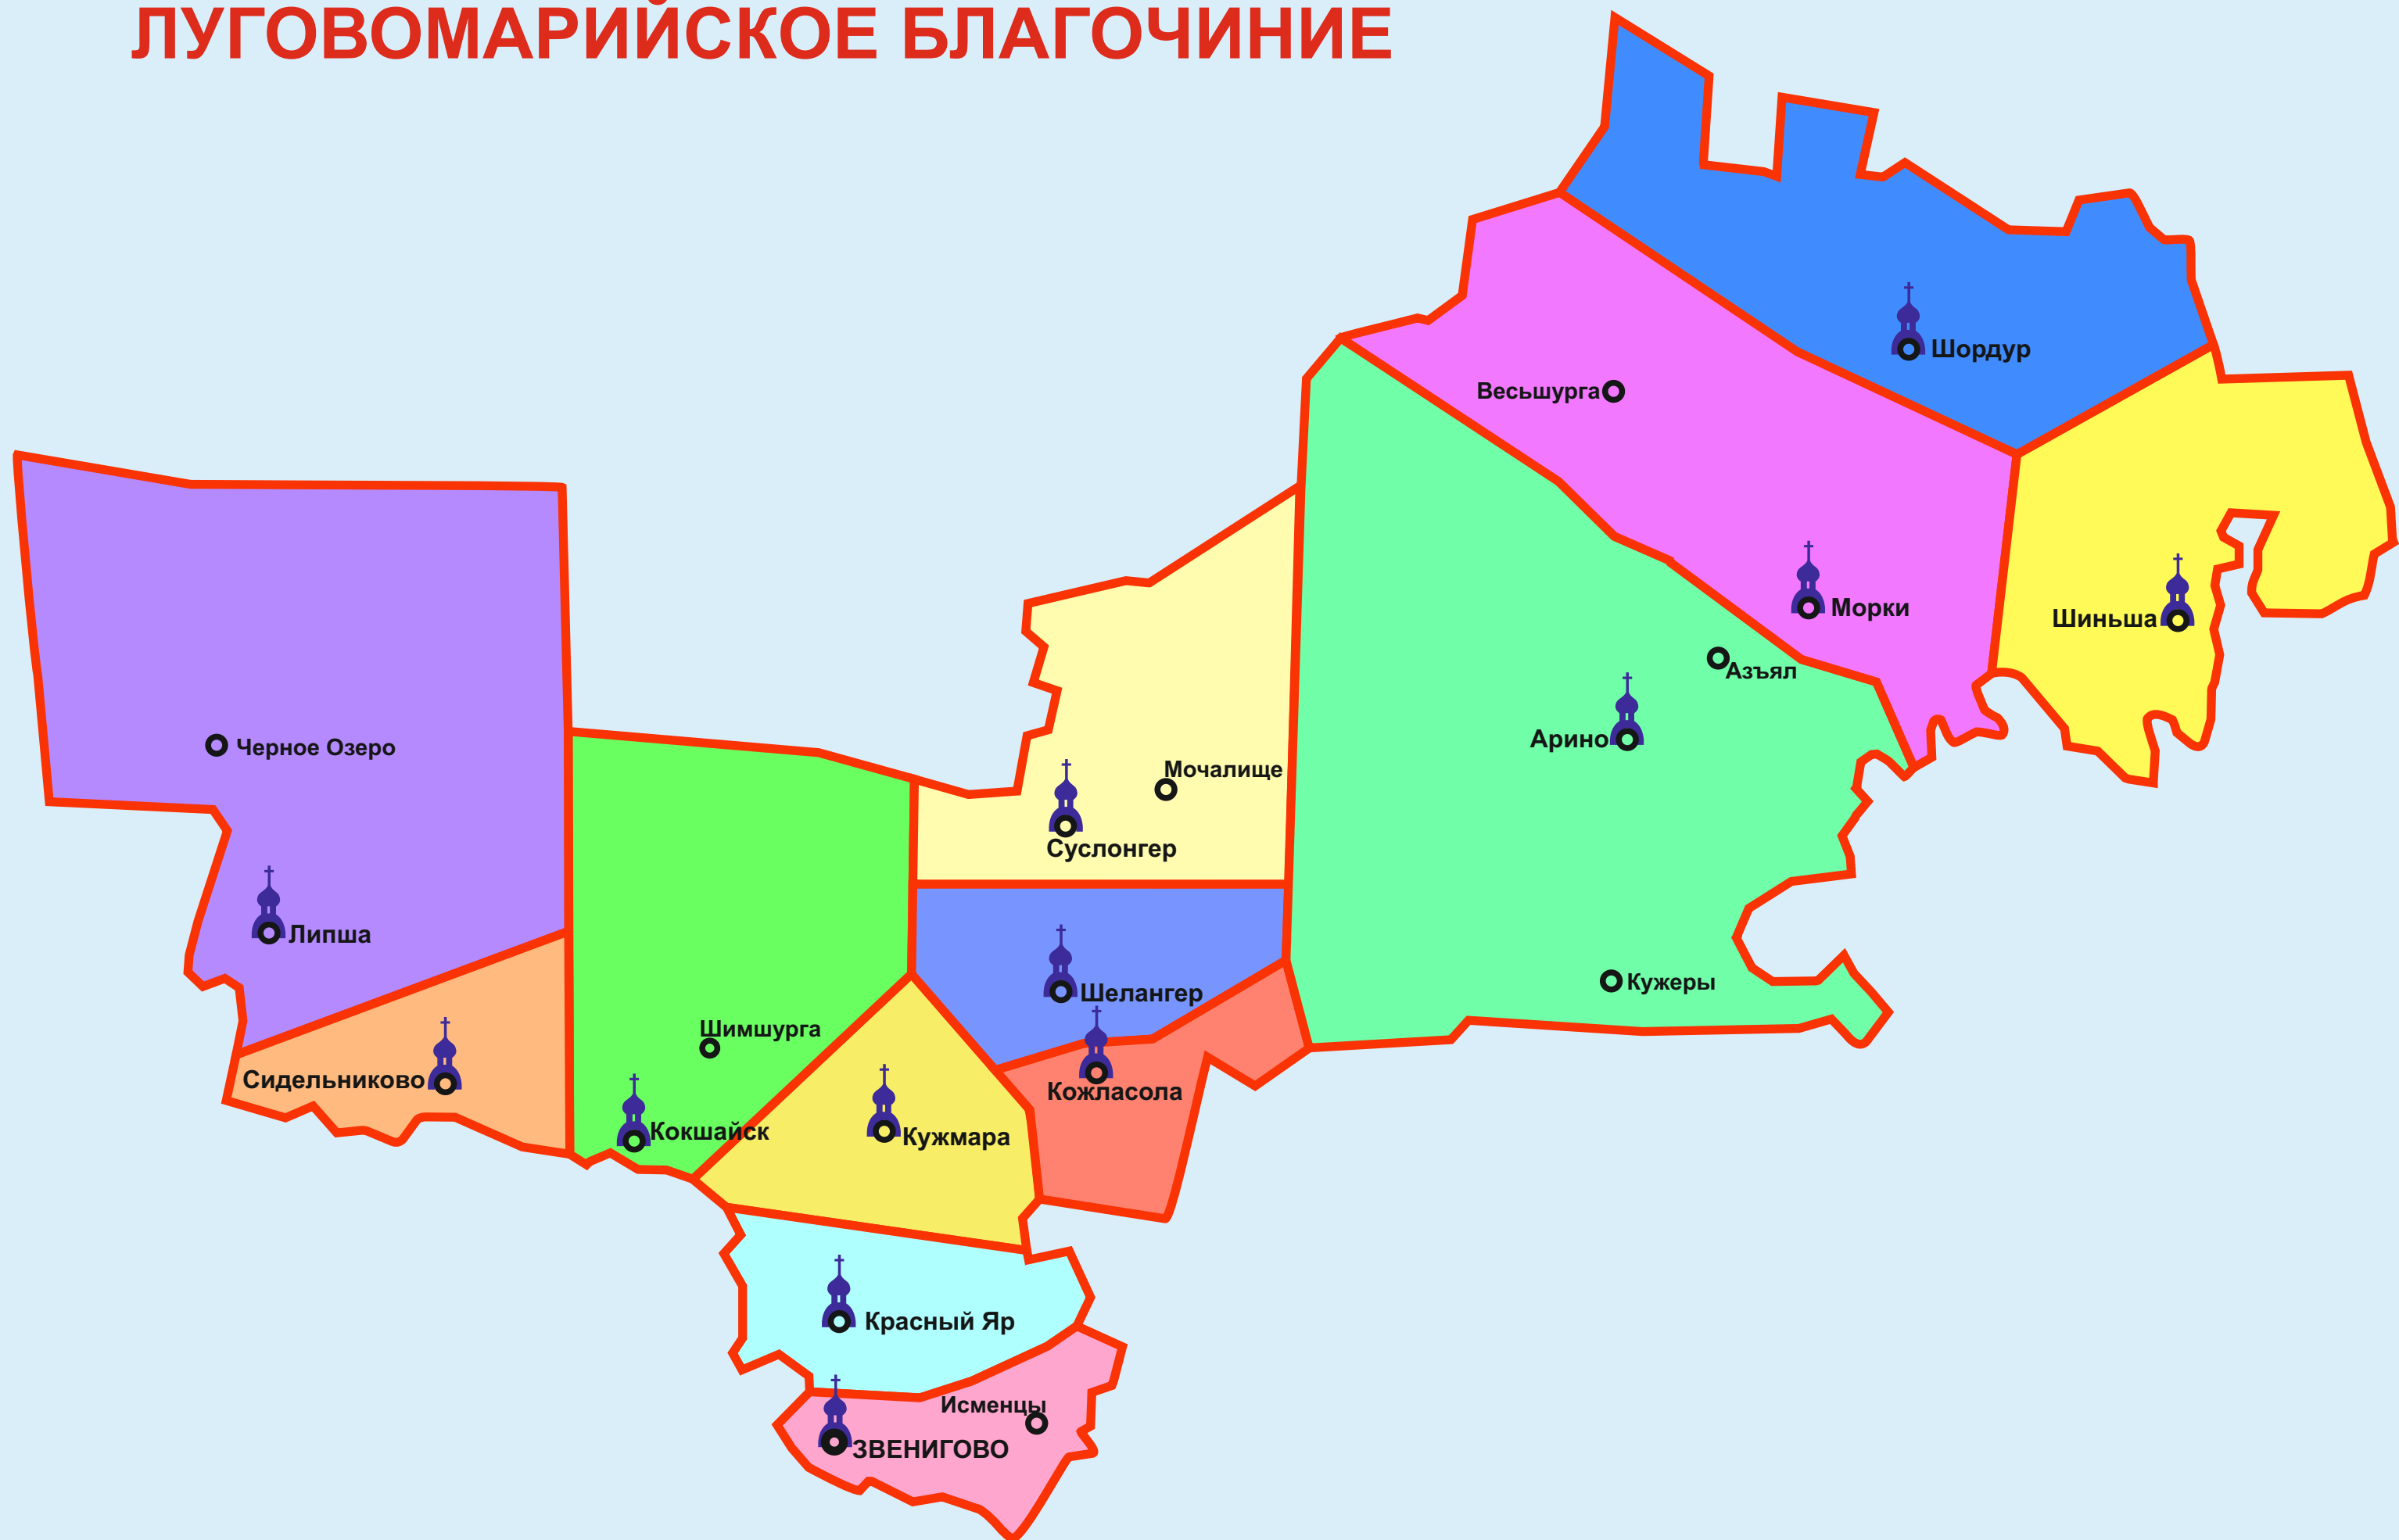 ЛУГОВОМАРИЙСКОЕ БЛАГОЧИНИЕ
Шордур
Весьшурга
Морки
Шиньша
Азъял
Арино
Черное Озеро
Мочалище
Суслонгер
Липша
Кужеры
Шелангер
Шимшурга
Сидельниково
Кожласола
Кокшайск
Кужмара
Красный Яр
Исменцы
ЗВЕНИГОВО